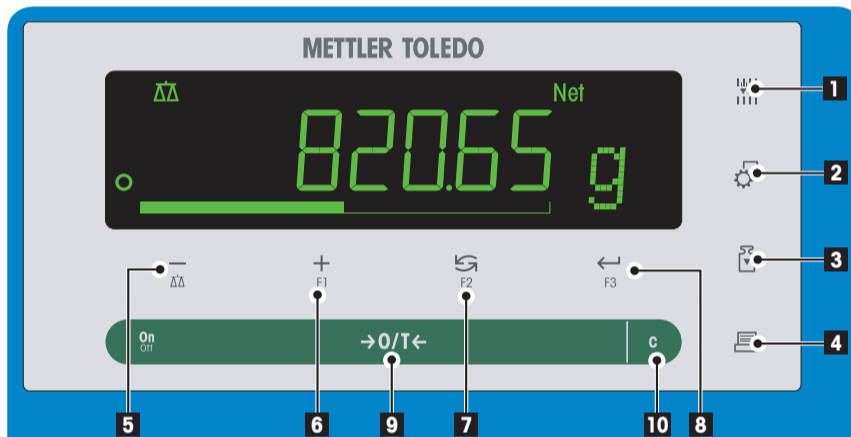 METTLER TOLEDO
Net
820.65 g
1
2
3
4
F1
F2
F3
On
Off
→0/T←
C
5
6
9
7
10
8